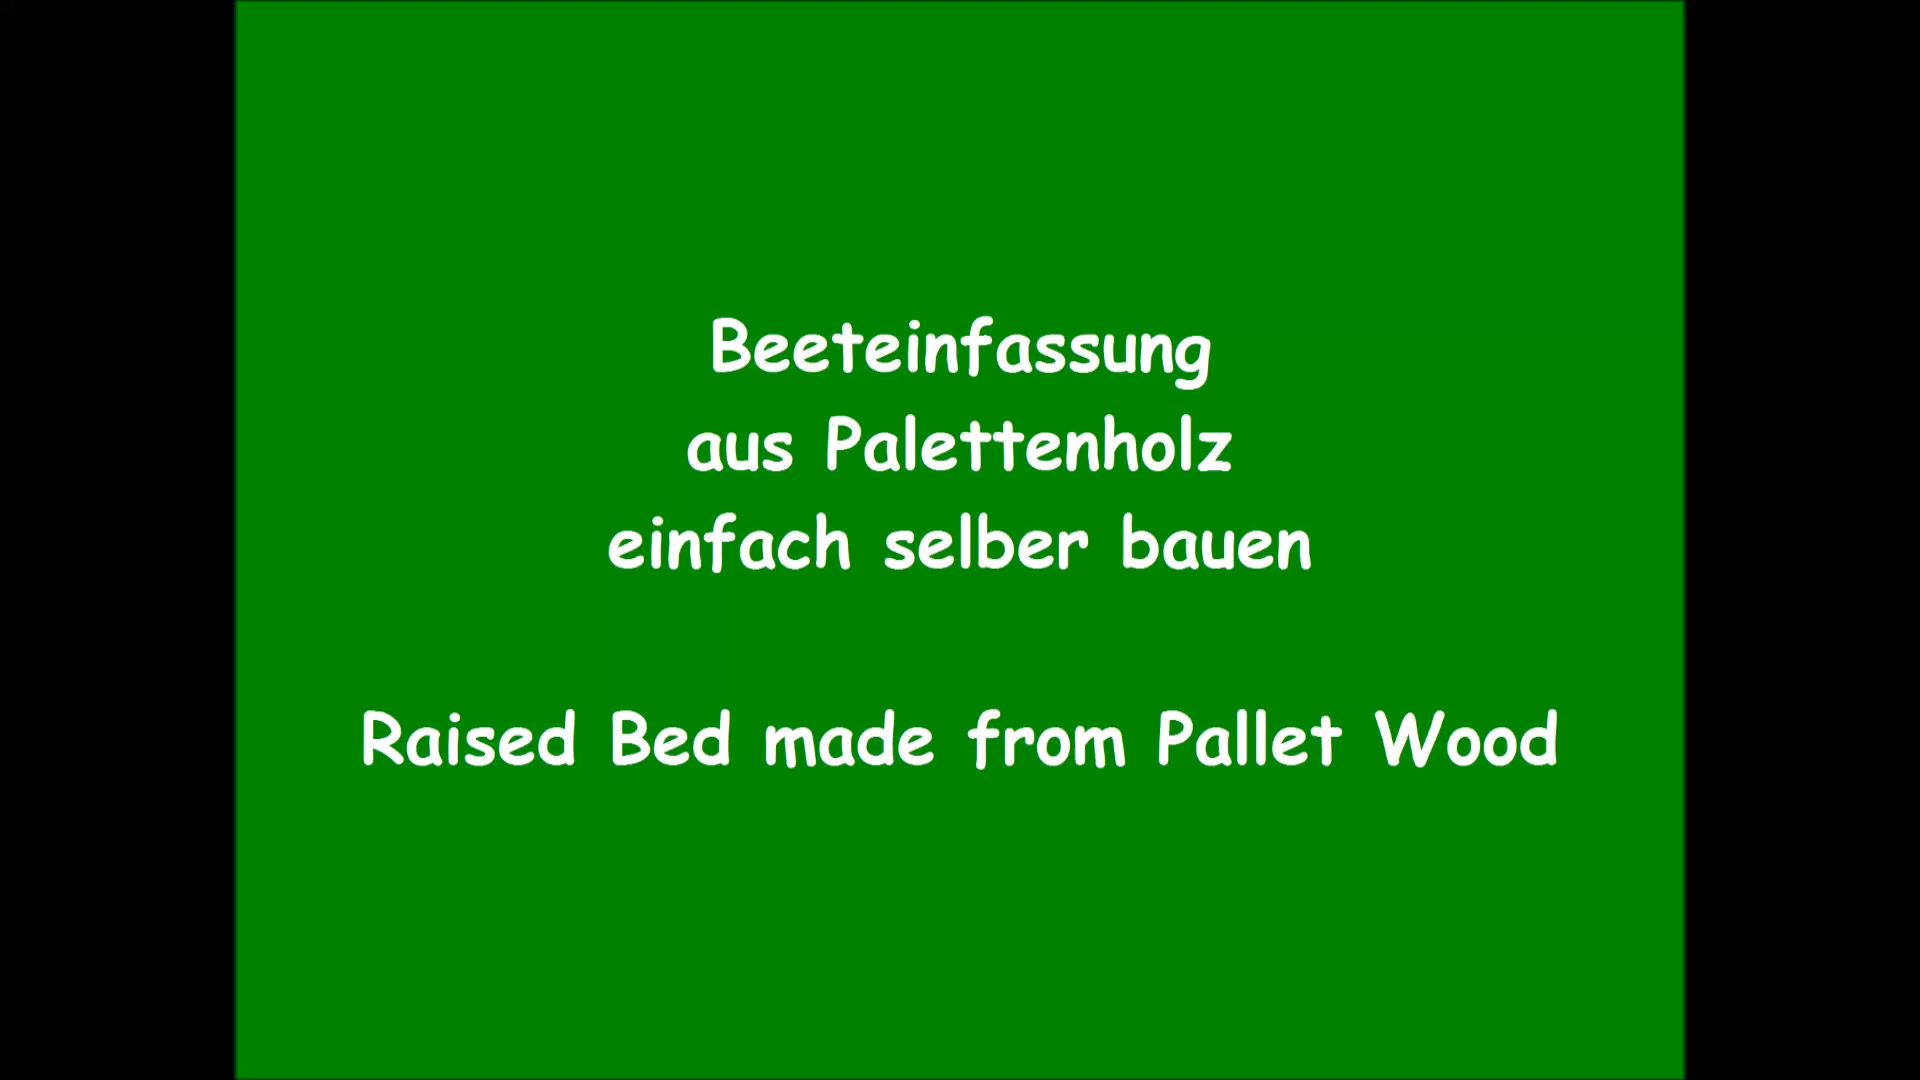 Beeteinfassung
aus Palettenholz
einfach selber bauen
Raised Bed made from Pallet Wood